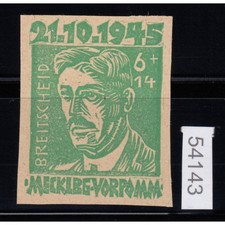 21.10.1945
6+
14
BREITSCHEID
MECKLBG-VORPOMM
54143